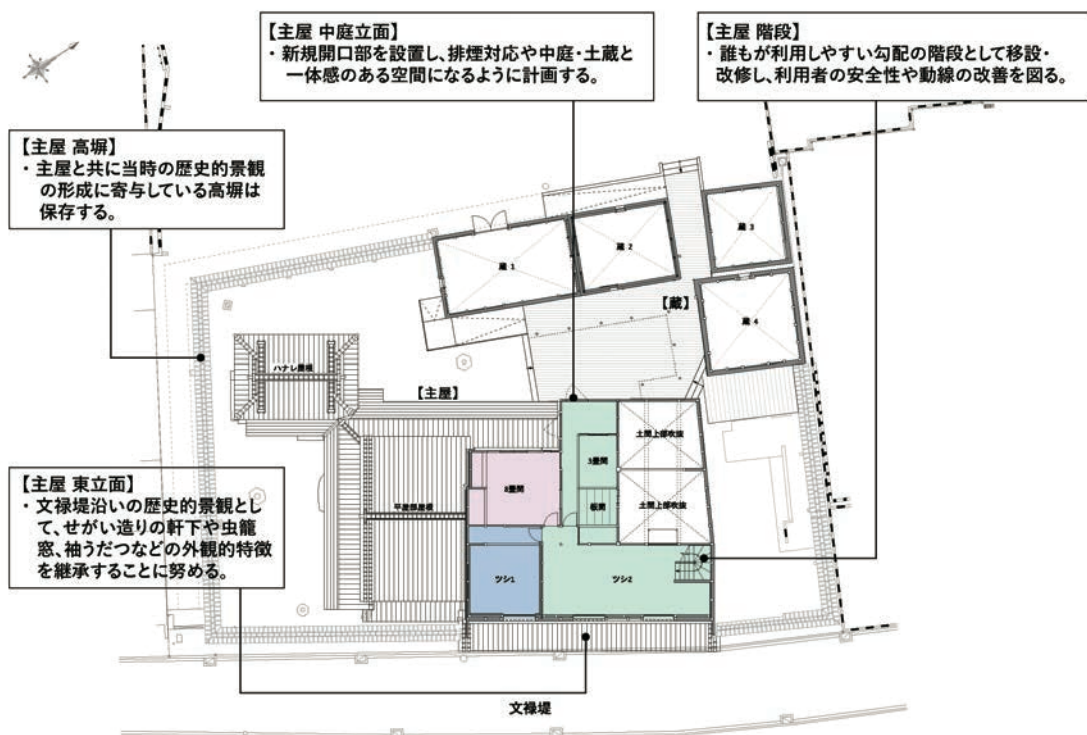 【主屋 中庭立面】
・ 新規開口部を設置し、排煙対応や中庭・土蔵と
一体感のある空間になるように計画する。
【主屋 階段】
・ 誰もが利用しやすい勾配の階段として移設・
改修し、利用者の安全性や動線の改善を図る。
【主屋 高塀】
・ 主屋と共に当時の歴史的景観
の形成に寄与している高塀は
保存する。
蔵 1
蔵 2
蔵 3
【蔵】
蔵 4
ハナレ屋根
【主屋】
土間上部吹抜
3畳間
8畳間
板間
土間上部吹抜
平屋部屋根
【主屋 東立面】
・ 文禄堤沿いの歴史的景観とし
て、せがい造りの軒下や虫籠
窓、袖うだつなどの外観的特徴
を継承することに努める。
ツシ1
ツシ2
文禄堤